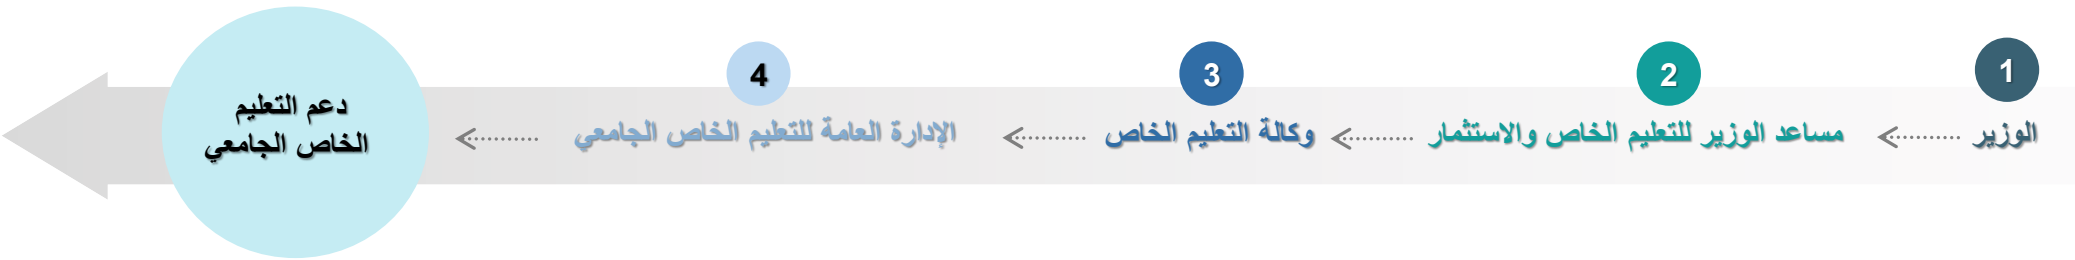 1
الوزير
2
مساعد الوزير للتعليم الخاص والاستثمار
3
وكالة التعليم الخاص
4
الإدارة العامة للتعليم الخاص الجامعي
دعم التعليم
الخاص الجامعي